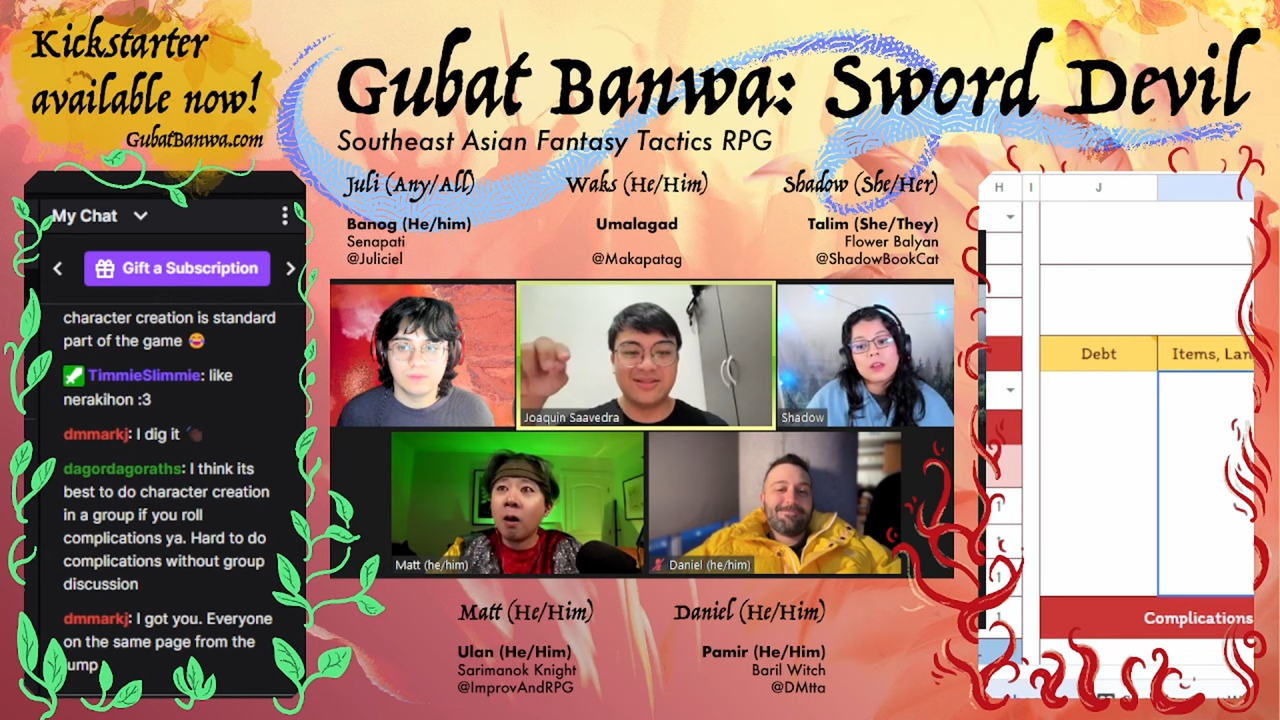 Kickstarter
available now!
GubatBanwa.com
Gubat Banwa: Sword Devil
Southeast Asian Fantasy Tactics RPG
Juli (Any/All)
Banog (He/him)
Senapati
@Juliciel
Waks (He/Him)
Umalagad
@Makapatag
Shadow (She/Her)
Talim (She/They)
Flower Balyan
@ShadowBookCat
My Chat
Gift a Subscription
character creation is standard
part of the game
TimmieSlimmie: like
nerakihon :3
dmmarkj: I dig it
dagordagoraths: I think its
best to do character creation
in a group if you roll
complications ya. Hard to do
complications without group
discussion
dmmarkj: I got you. Everyone
on the same page from the
Joaquin Saavedra
Shadow
Matt (he/him)
Daniel (he/him)
Matt (He/Him)
Ulan (He/Him)
Sarimanok Knight
@ImprovAndRPG
Daniel (He/Him)
Pamir (He/Him)
Baril Witch
@DMtta
H I J
Debt
Items, Lan
Complications